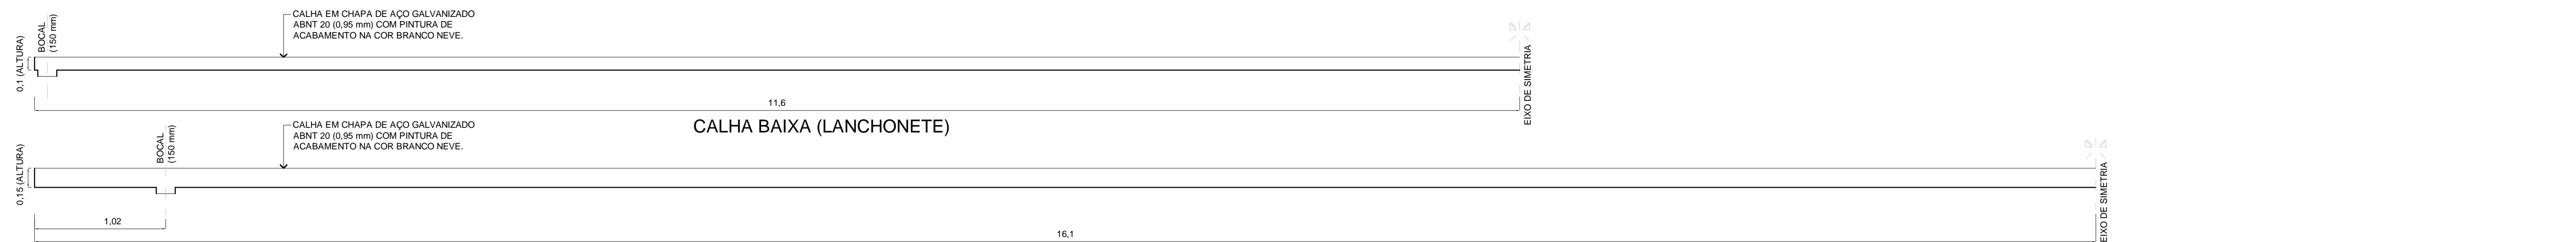 BOCAL
(150 mm)
0,1 (ALTURA)
CALHA EM CHAPA DE AÇO GALVANIZADO
ABNT 20 (0,95 mm) COM PINTURA DE
ACABAMENTO NA COR BRANCO NEVE.
EIXO DE SIMETRIA
11,6
CALHA BAIXA (LANCHONETE)
BOCAL
(150 mm)
0,15 (ALTURA)
CALHA EM CHAPA DE AÇO GALVANIZADO
ABNT 20 (0,95 mm) COM PINTURA DE
ACABAMENTO NA COR BRANCO NEVE.
EIXO DE SIMETRIA
1,02
16,1